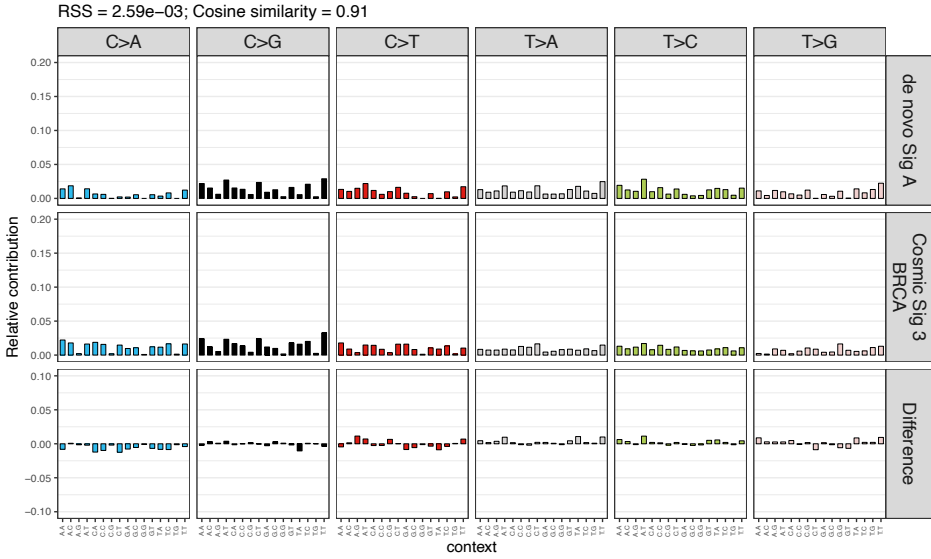 RSS = 2.59e−03; Cosine similarity = 0.91
C>A C>G C>T T>A T>C T>G
Relative contribution
0.20
0.15
0.10
0.05
0.00
de novo Sig A
0.20
0.15
0.10
0.05
0.00
Cosmic Sig 3
BRCA
0.10
0.05
0.00
−0.05
−0.10
Difference
A.A A.C A.G A.T C.A C.C C.G C.T G.A G.C G.G G.T T.A T.C T.G T.T A.A A.C A.G A.T C.A C.C C.G C.T G.A G.C G.G G.T T.A T.C T.G T.T A.A A.C A.G A.T C.A C.C C.G C.T G.A G.C G.G G.T T.A T.C T.G T.T A.A A.C A.G A.T C.A C.C C.G C.T G.A G.C G.G G.T T.A T.C T.G T.T A.A A.C A.G A.T C.A C.C C.G C.T G.A G.C G.G G.T T.A T.C T.G T.T A.A A.C A.G A.T C.A C.C C.G C.T G.A G.C G.G G.T T.A T.C T.G T.T
context